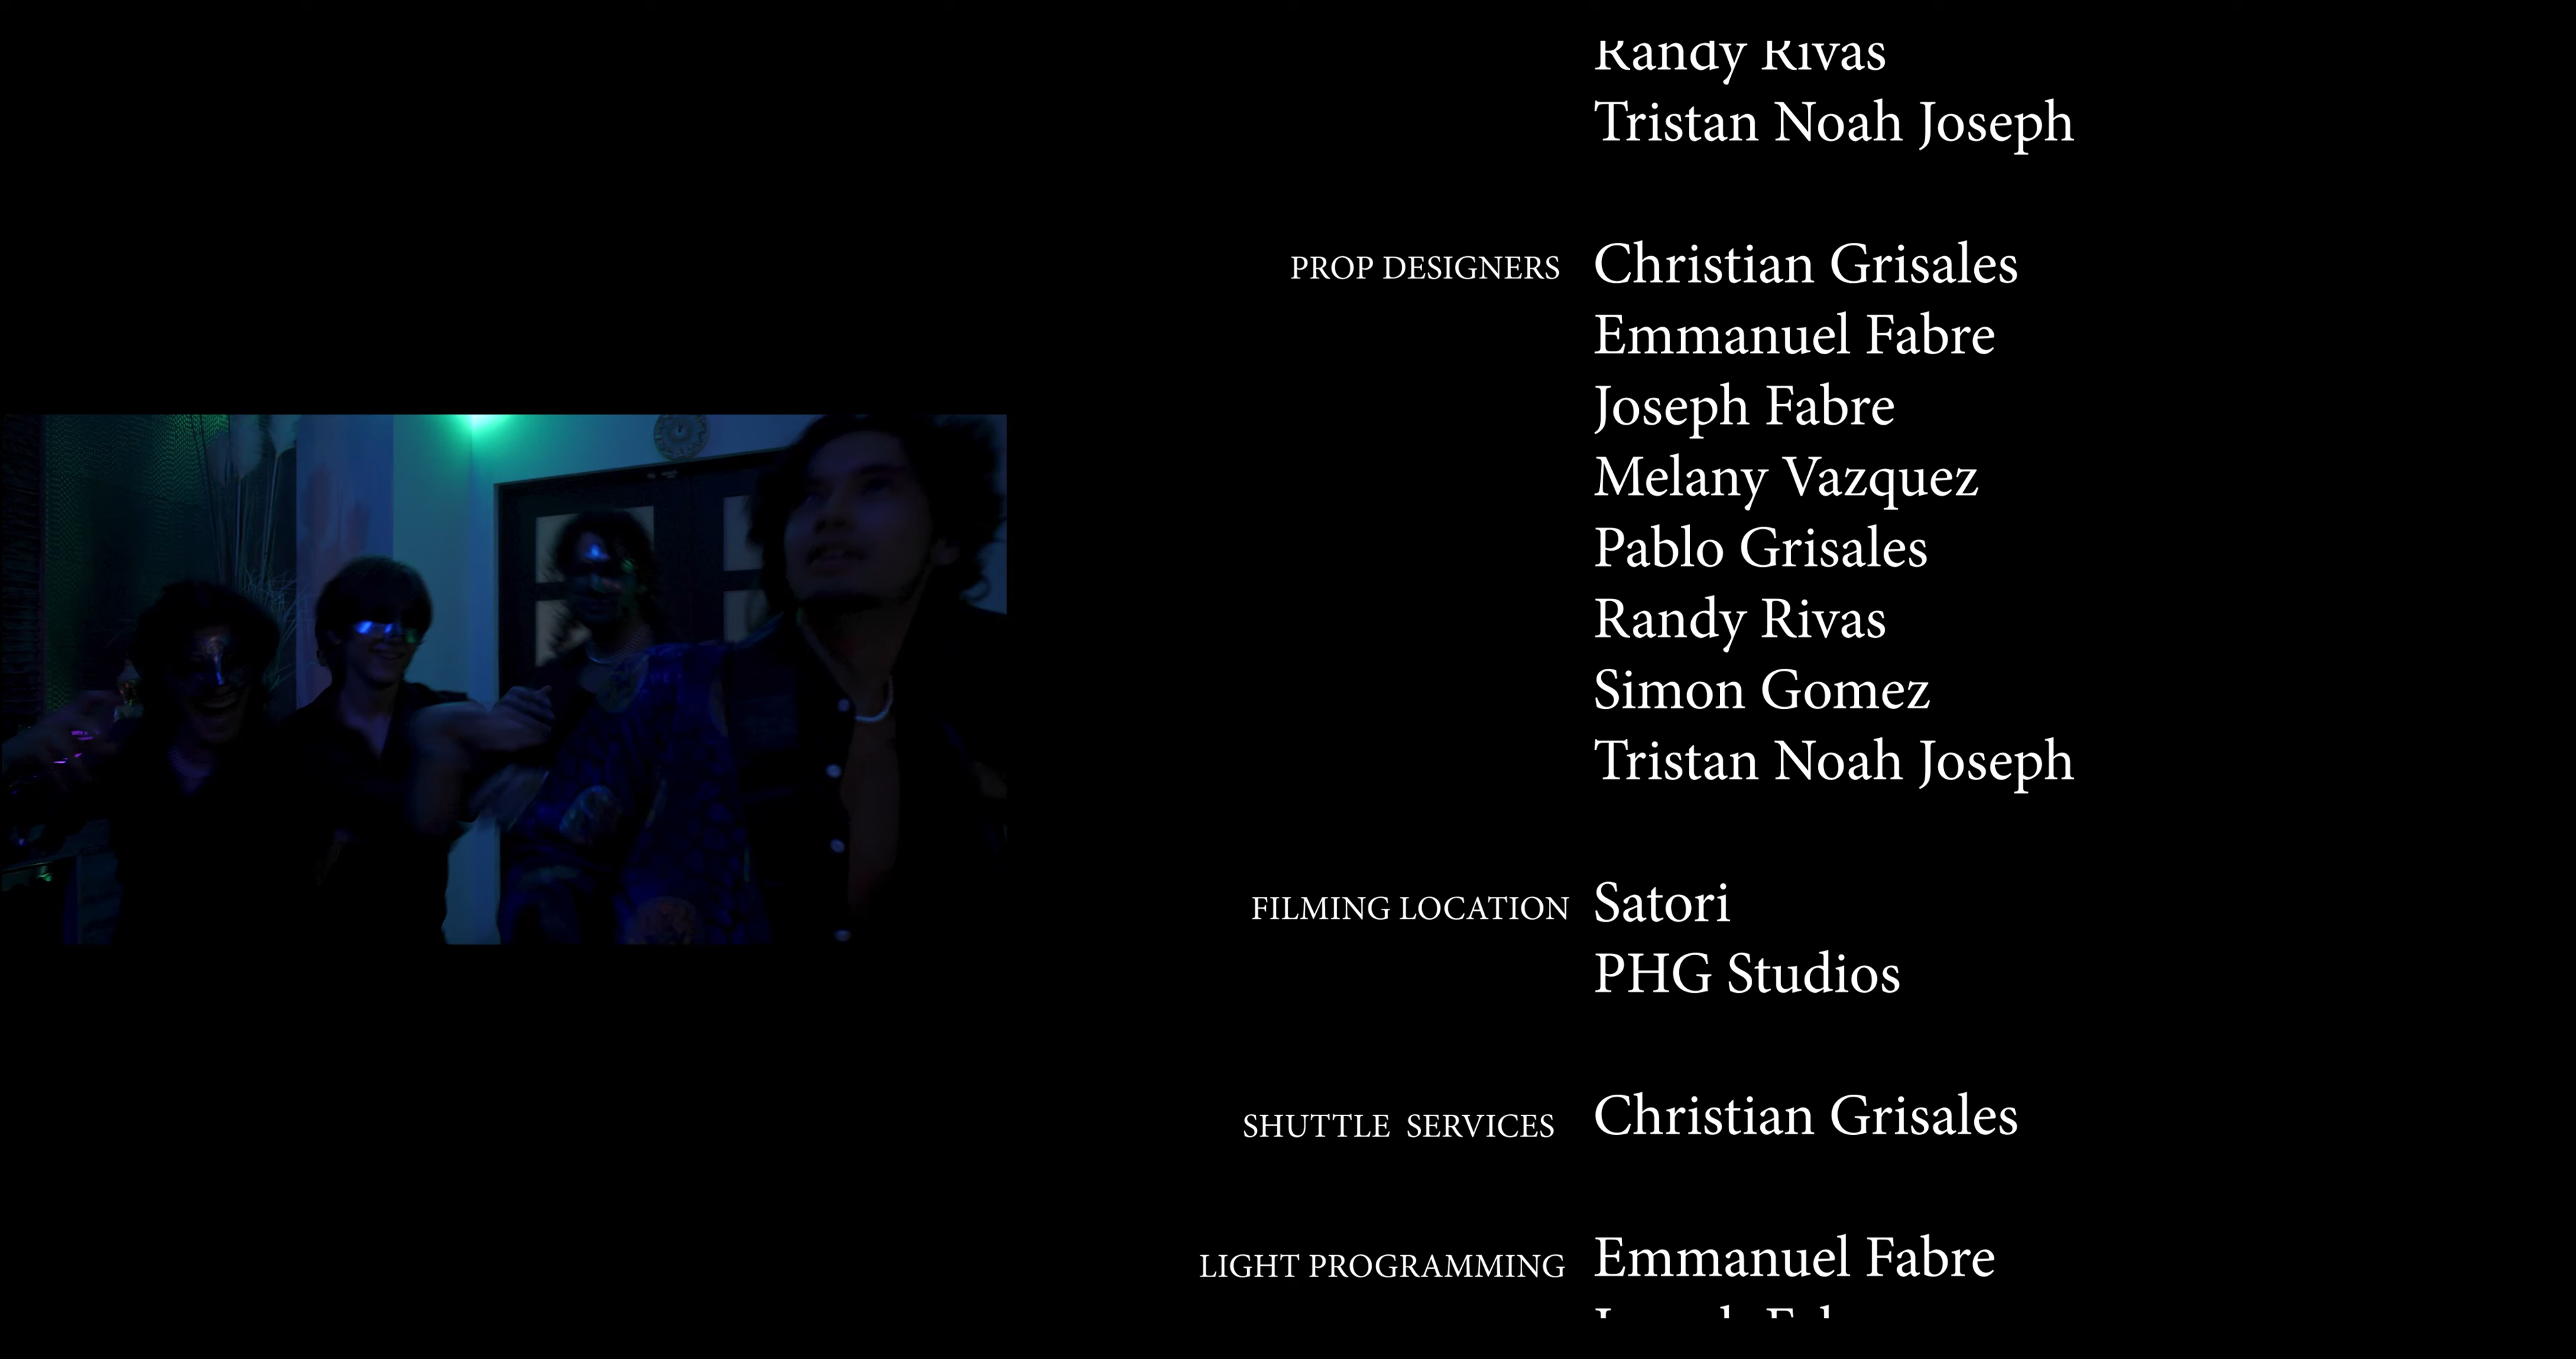 Randy Rivas
Tristan Noah Joseph
PROP DESIGNERS Christian Grisales
Emmanuel Fabre
Joseph Fabre
Melany Vazquez
Pablo Grisales
Randy Rivas
Simon Gomez
Tristan Noah Joseph
FILMING LOCATION Satori
PHG Studios
SHUTTLE SERVICES Christian Grisales
LIGHT PROGRAMMING Emmanuel Fabre